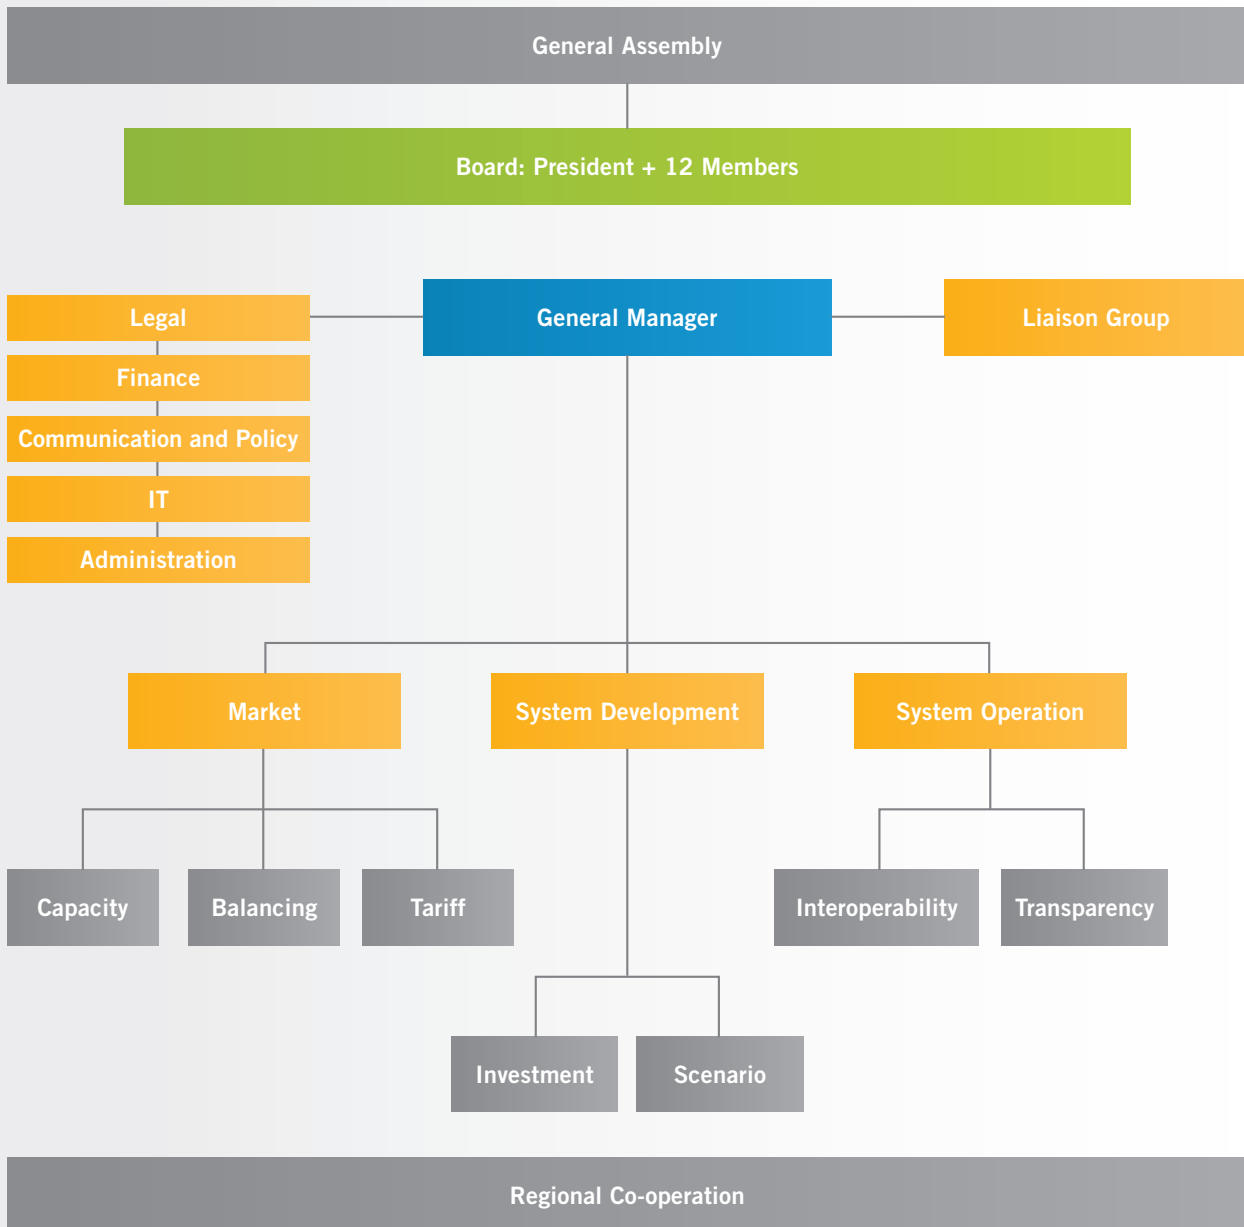 General Assembly
Board: President + 12 Members
Legal
General Manager
Liaison Group
Finance
Communication and Policy
IT
Administration
Market
System Development
System Operation
Capacity
Balancing
Tariff
Interoperability
Transparency
Investment
Scenario
Regional Co-operation